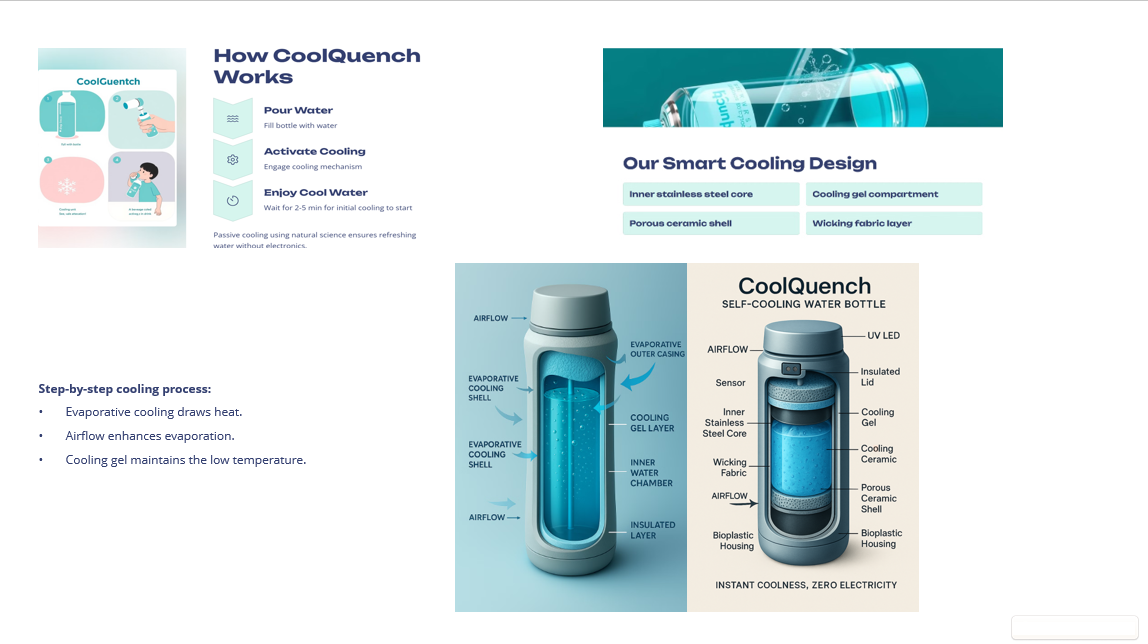 CoolGuentch
How CoolQuench
Works
Pour Water
Fill bottle with water
Activate Cooling
Engage cooling mechanism
Enjoy Cool Water
Wait for 2-5 min for initial cooling to start
Passive cooling using natural science ensures refreshing
water without electronics.
Our Smart Cooling Design
Inner stainless steel core
Cooling gel compartment
Porous ceramic shell
Wicking fabric layer
Step-by-step cooling process:
• Evaporative cooling draws heat.
• Airflow enhances evaporation.
• Cooling gel maintains the low temperature.
AIRFLOW
EVAPORATIVE
OUTER CASING
EVAPORATIVE
COOLING
SHELL
COOLING
GEL LAYER
EVAPORATIVE
COOLING
SHELL
INNER
WATER
CHAMBER
AIRFLOW
INSULATED
LAYER
CoolQuench
SELF-COOLING WATER BOTTLE
UV LED
AIRFLOW
Insulated
Lid
Sensor
Inner
Stainless
Steel Core
Cooling
Gel
Cooling
Ceramic
Wicking
Fabric
Porous
Ceramic
Shell
AIRFLOW
Bioplastic
Housing
Bioplastic
Housing
INSTANT COOLNESS, ZERO ELECTRICITY